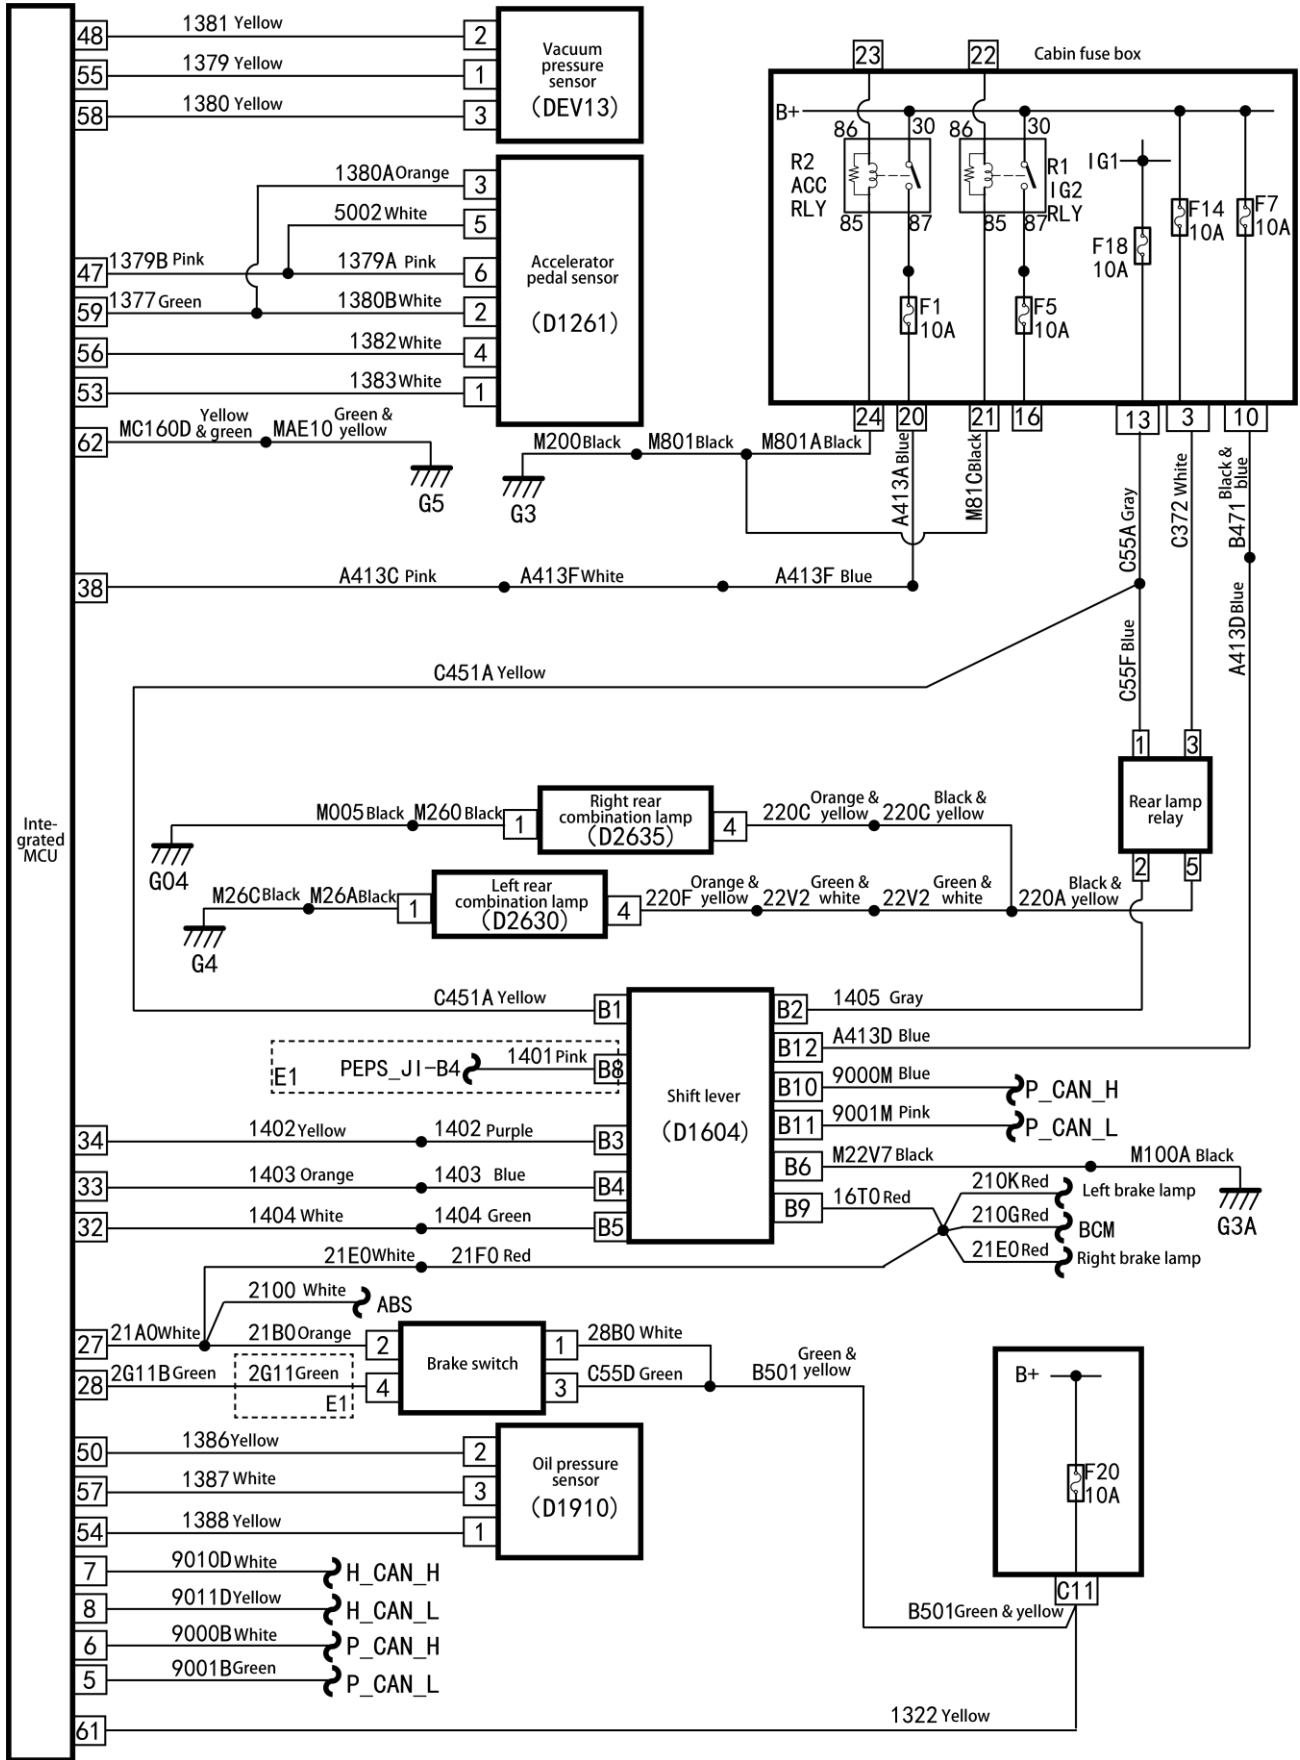 48
1381 Yellow
2
55
1379 Yellow
1
58
1380 Yellow
3
Vacuum
pressure
sensor
(DEV13)
1380A Orange
3
5002 White
5
47
1379B Pink
1379A Pink
6
59
1377 Green
1380B White
2
56
1382 White
4
53
1383 White
1
Accelerator
pedal sensor
(D1261)
62
MC160D Yellow
& green
MAE10 Green &
yellow
G5
23
22
Cabin fuse box
B+
86
30
86
30
R2
ACC
RLY
85
87
R1
IG2
RLY
85
87
IG1
F18
10A
F14
10A
F7
10A
F1
10A
F5
10A
24
20
21
16
13
3
10
M200 Black
M801 Black
M801A Black
G3
A413A Blue
M81C Black
C55A Gray
C372 White
B471 Black &
blue
38
A413C Pink
A413F White
A413F Blue
C55F Blue
A413D Blue
C451A Yellow
1
3
Rear lamp
relay
2
5
Inte-
grated
MCU
M005 Black
M260 Black
1
Right rear
combination lamp
(D2635)
4
220C Orange &
yellow
220C Black &
yellow
G04
M26C Black
M26A Black
1
Left rear
combination lamp
(D2630)
4
220F Orange &
yellow
22V2 Green &
white
22V2 Green &
white
220A Black &
yellow
G4
C451A Yellow
B1
B2
1405 Gray
E1
PEPS_JI-B4
1401 Pink
B8
B12
A413D Blue
B10
9000M Blue
P_CAN_H
Shift lever
(D1604)
B11
9001M Pink
P_CAN_L
34
1402 Yellow
1402 Purple
B3
B6
M22V7 Black
M100A Black
G3A
33
1403 Orange
1403 Blue
B4
B9
16T0 Red
210K Red
Left brake lamp
210G Red
BCM
21E0 Red
Right brake lamp
32
1404 White
1404 Green
B5
21E0 White
21F0 Red
2100 White
ABS
27
21A0 White
21B0 Orange
2
Brake switch
1
28B0 White
28
2G11B Green
2G11 Green
E1
4
3
C55D Green
B501 Green &
yellow
B+
F20
10A
C11
50
1386 Yellow
2
57
1387 White
3
54
1388 Yellow
1
Oil pressure
sensor
(D1910)
7
9010D White
H_CAN_H
8
9011D Yellow
H_CAN_L
6
9000B White
P_CAN_H
5
9001B Green
P_CAN_L
B501 Green & yellow
61
1322 Yellow